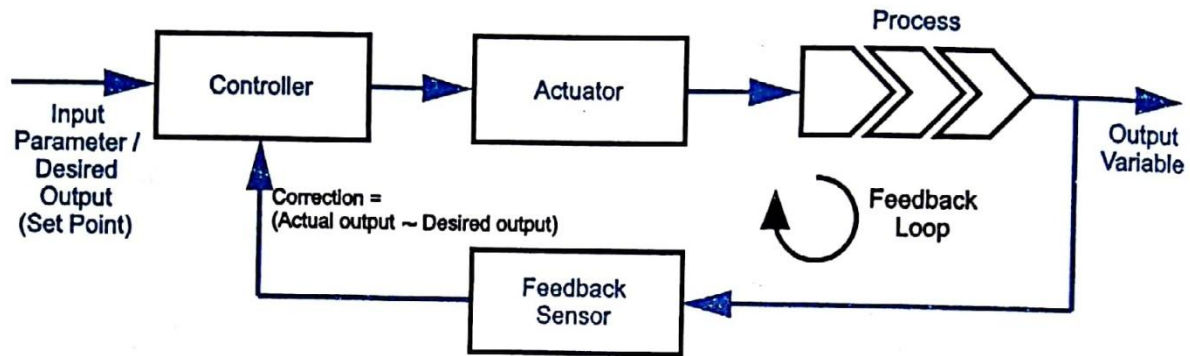 Process
Controller
Actuator
Input
Parameter /
Desired
Output
(Set Point)
Output
Variable
Correction =
(Actual output ~ Desired output)
Feedback
Loop
Feedback
Sensor